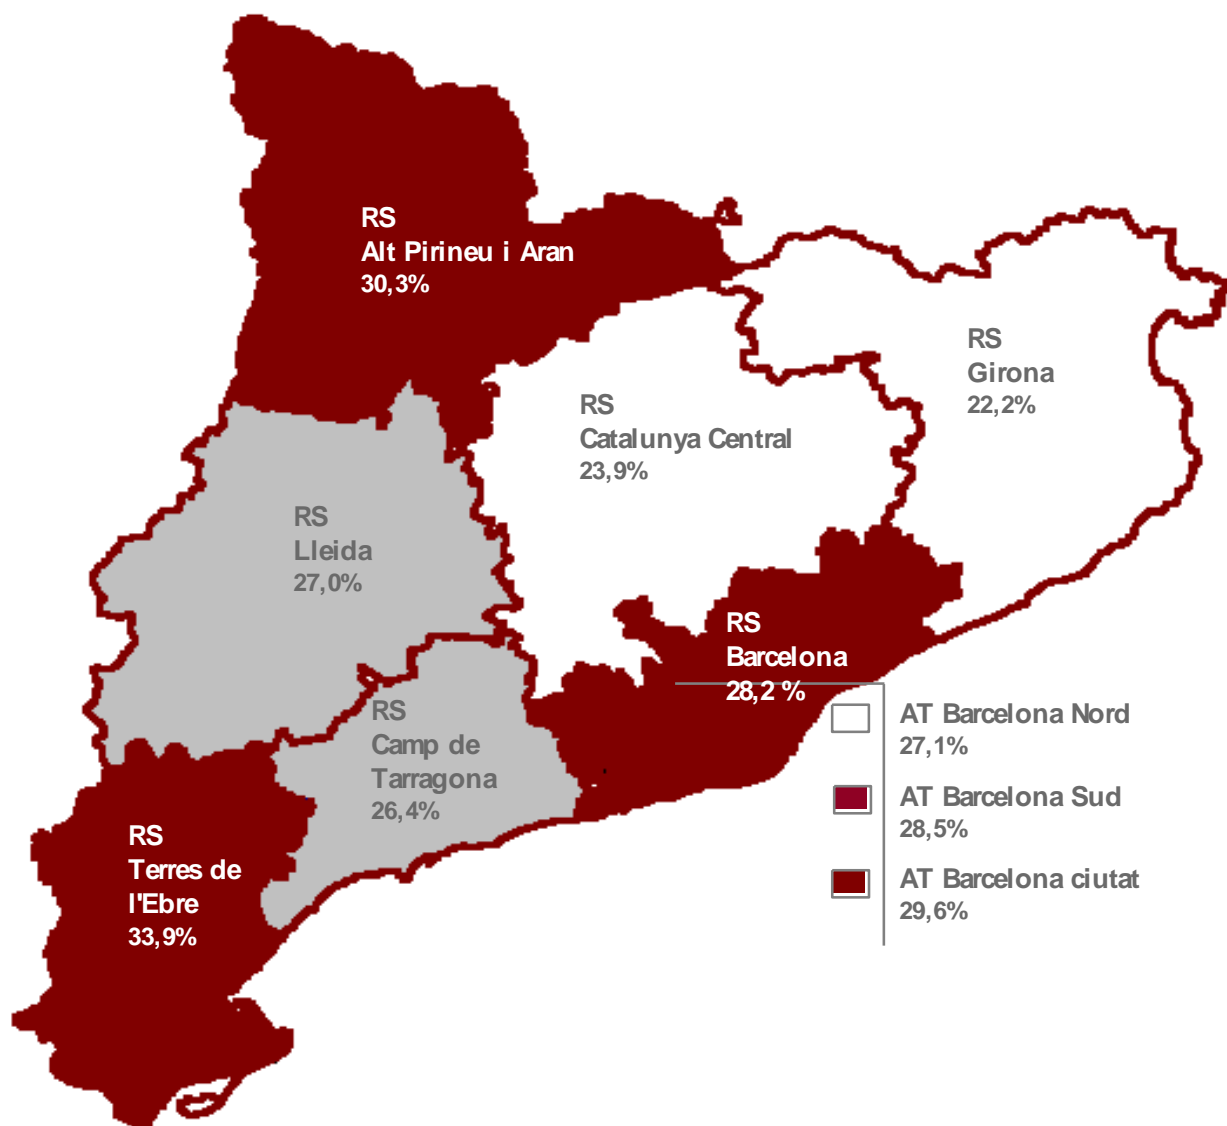 RS
Alt Pirineu i Aran
30,3%
RS
Girona
22,2%
RS
Catalunya Central
23,9%
RS
Lleida
27,0%
RS
Barcelona
28,2 %
RS
Camp de
Tarragona
26,4%
AT Barcelona Nord
27,1%
AT Barcelona Sud
28,5%
AT Barcelona ciutat
29,6%
RS
Terres de
l'Ebre
33,9%